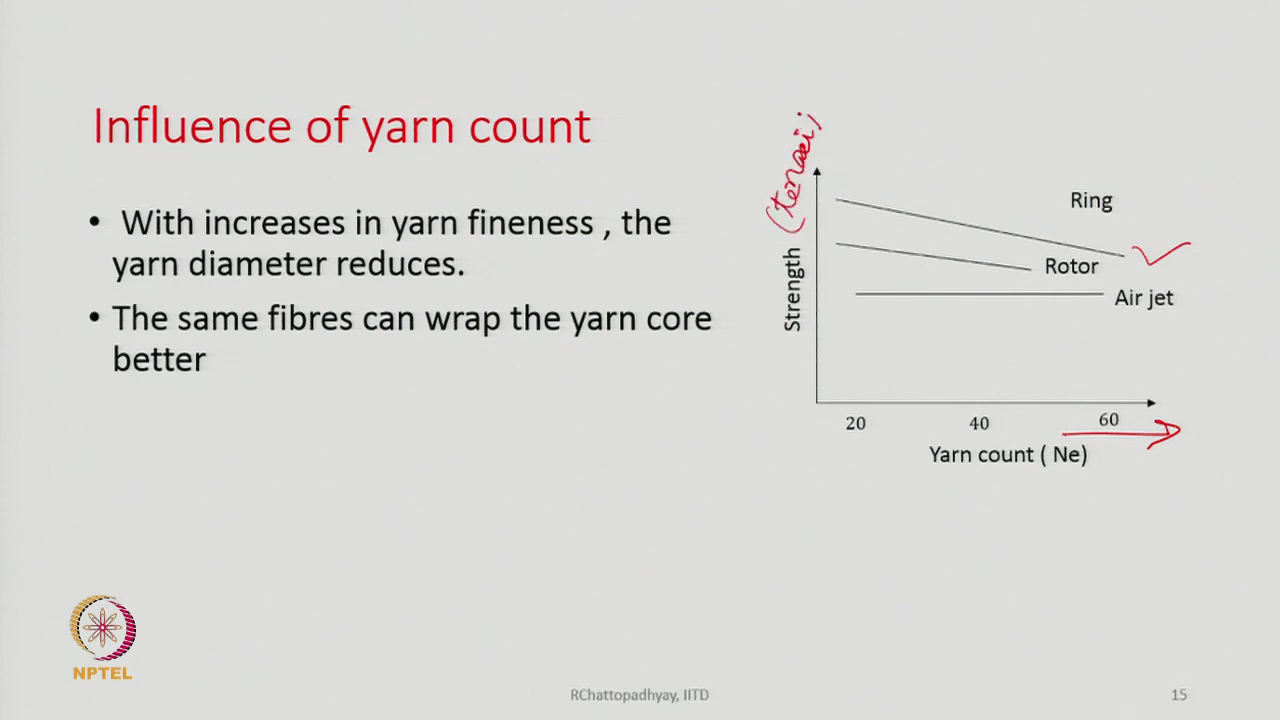 Influence of yarn count
• With increases in yarn fineness , the
yarn diameter reduces.
• The same fibres can wrap the yarn core
better
Strength
Ring
Rotor
Air jet
20 40 60
Yarn count ( Ne)
NPTEL
RChattopadhyay, IITD
15